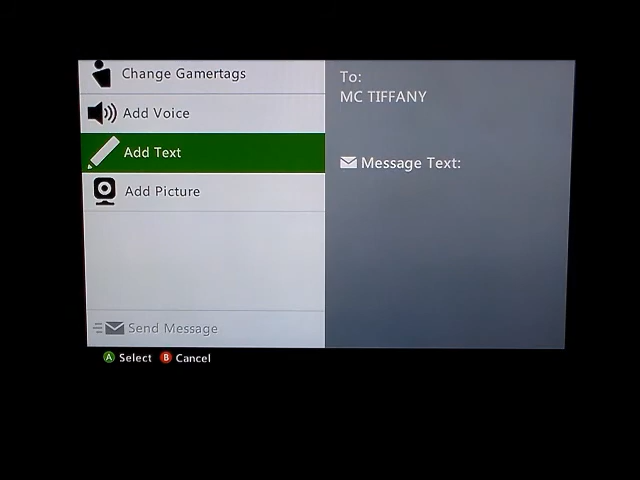 Change Gamertags
Add Voice
Add Text
Add Picture
Send Message
To:
MC TIFFANY
Message Text:
A Select B Cancel